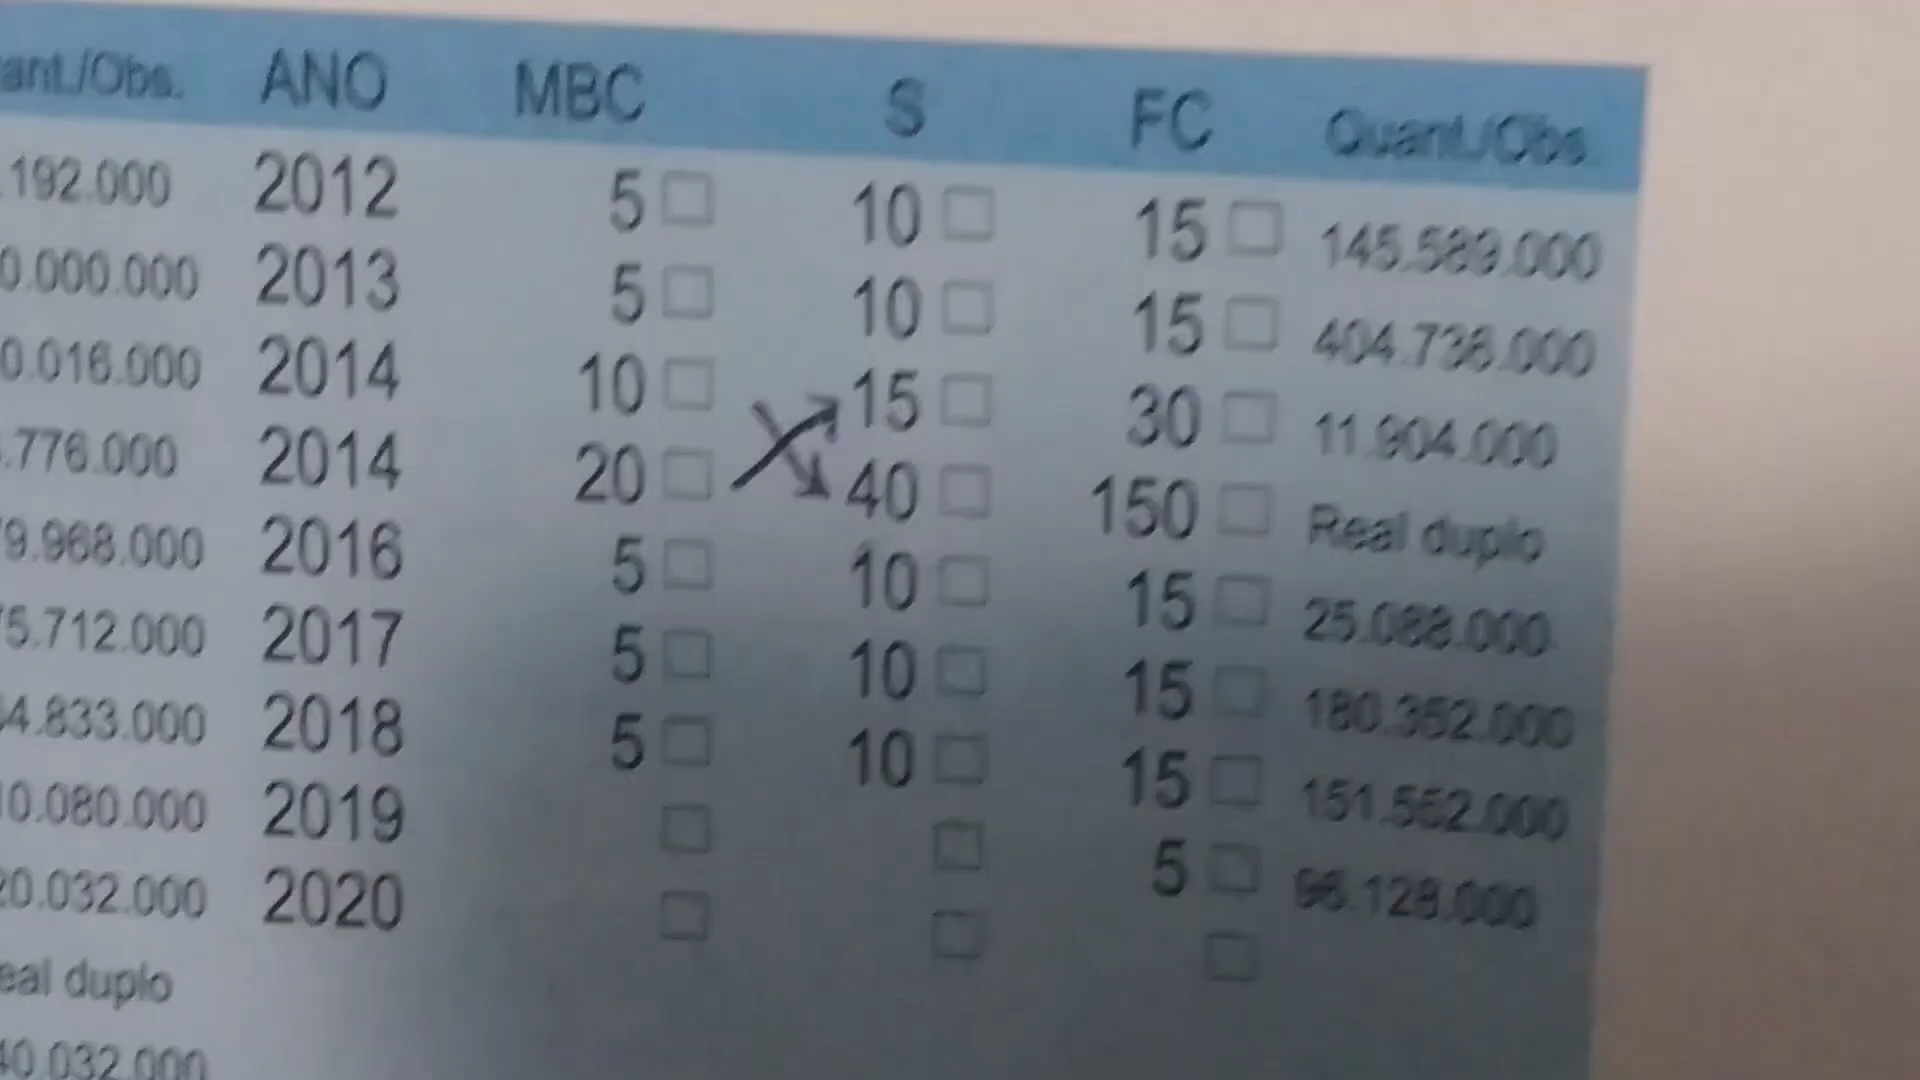 ant./Obs. ANO MBC S FC Quant./Obs.
.192.000 2012 5 10 15 145.589.000
0.000.000 2013 5 10 15 404.736.000
0.016.000 2014 10 15 30 11.904.000
.776.000 2014 20 40 150 Real duplo
79.968.000 2016 5 10 15 25.088.000
75.712.000 2017 5 10 15 180.352.000
4.833.000 2018 5 10 15 151.552.000
0.080.000 2019 5 96.128.000
20.032.000 2020
eal duplo
40.032.000